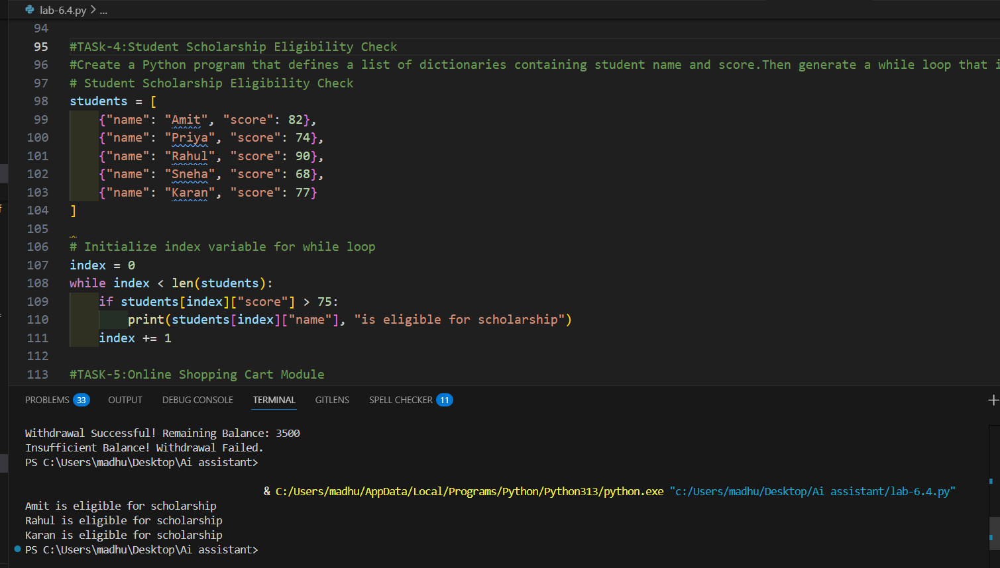 lab-6.4.py > ...
94
95 #TASk-4:Student Scholarship Eligibility Check
96 #Create a Python program that defines a list of dictionaries containing student name and score.Then generate a while loop that i
97 # Student Scholarship Eligibility Check
98 students = [
99     {"name": "Amit", "score": 82},
100     {"name": "Priya", "score": 74},
101     {"name": "Rahul", "score": 90},
102     {"name": "Sneha", "score": 68},
103     {"name": "Karan", "score": 77}
104 ]
105
106 # Initialize index variable for while loop
107 index = 0
108 while index < len(students):
109     if students[index]["score"] > 75:
110         print(students[index]["name"], "is eligible for scholarship")
111     index += 1
112
113 #TASK-5:Online Shopping Cart Module
PROBLEMS 33 OUTPUT DEBUG CONSOLE TERMINAL GITLENS SPELL CHECKER 11
Withdrawal Successful! Remaining Balance: 3500
Insufficient Balance! Withdrawal Failed.
PS C:\Users\madhu\Desktop\Ai assistant>
& C:/Users/madhu/AppData/Local/Programs/Python/Python313/python.exe "c:/Users/madhu/Desktop/Ai assistant/lab-6.4.py"
Amit is eligible for scholarship
Rahul is eligible for scholarship
Karan is eligible for scholarship
PS C:\Users\madhu\Desktop\Ai assistant>